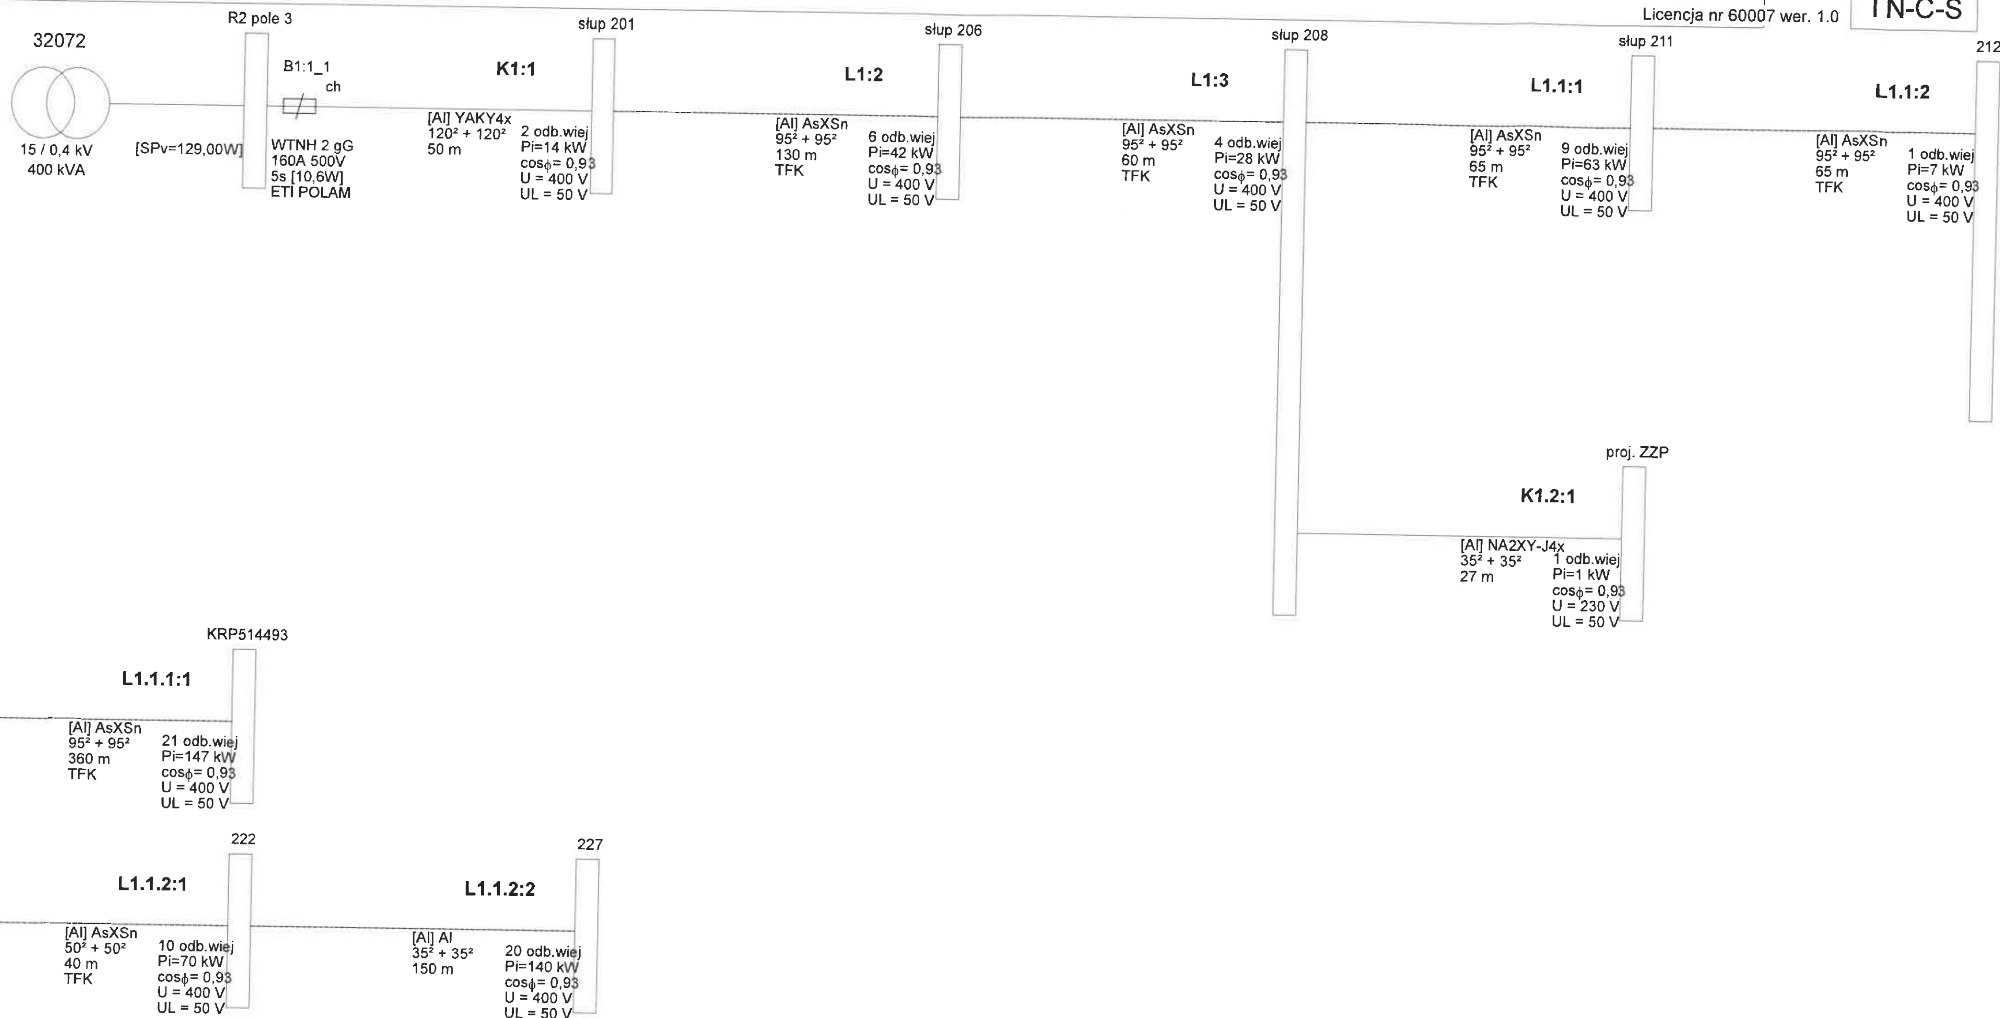 Licencja nr 60007 wer. 1.0
TN-C-S
32072
15 / 0,4 kV
400 kVA
R2 pole 3
[SPv=129,00W]
B1:1_1
ch
WTNH 2 gG
160A 500V
5s [10,6W]
ETI POLAM
K1:1
[Al] YAKY4x
120² + 120²
50 m
słup 201
2 odb.wiej
Pi=14 kW
cosϕ= 0,93
U = 400 V
UL = 50 V
L1:2
[Al] AsXSn
95² + 95²
130 m
TFK
słup 206
6 odb.wiej
Pi=42 kW
cosϕ= 0,93
U = 400 V
UL = 50 V
L1:3
[Al] AsXSn
95² + 95²
60 m
TFK
słup 208
4 odb.wiej
Pi=28 kW
cosϕ= 0,93
U = 400 V
UL = 50 V
L1.1:1
[Al] AsXSn
95² + 95²
65 m
TFK
słup 211
9 odb.wiej
Pi=63 kW
cosϕ= 0,93
U = 400 V
UL = 50 V
L1.1:2
[Al] AsXSn
95² + 95²
65 m
TFK
212
1 odb.wiej
Pi=7 kW
cosϕ= 0,93
U = 400 V
UL = 50 V
proj. ZZP
K1.2:1
[Al] NA2XY-J4x
35² + 35²
27 m
1 odb.wiej
Pi=1 kW
cosϕ= 0,93
U = 230 V
UL = 50 V
KRP514493
L1.1.1:1
[Al] AsXSn
95² + 95²
360 m
TFK
21 odb.wiej
Pi=147 kW
cosϕ= 0,93
U = 400 V
UL = 50 V
222
L1.1.2:1
[Al] AsXSn
50² + 50²
40 m
TFK
10 odb.wiej
Pi=70 kW
cosϕ= 0,93
U = 400 V
UL = 50 V
227
L1.1.2:2
[Al] Al
35² + 35²
150 m
20 odb.wiej
Pi=140 kW
cosϕ= 0,93
U = 400 V
UL = 50 V